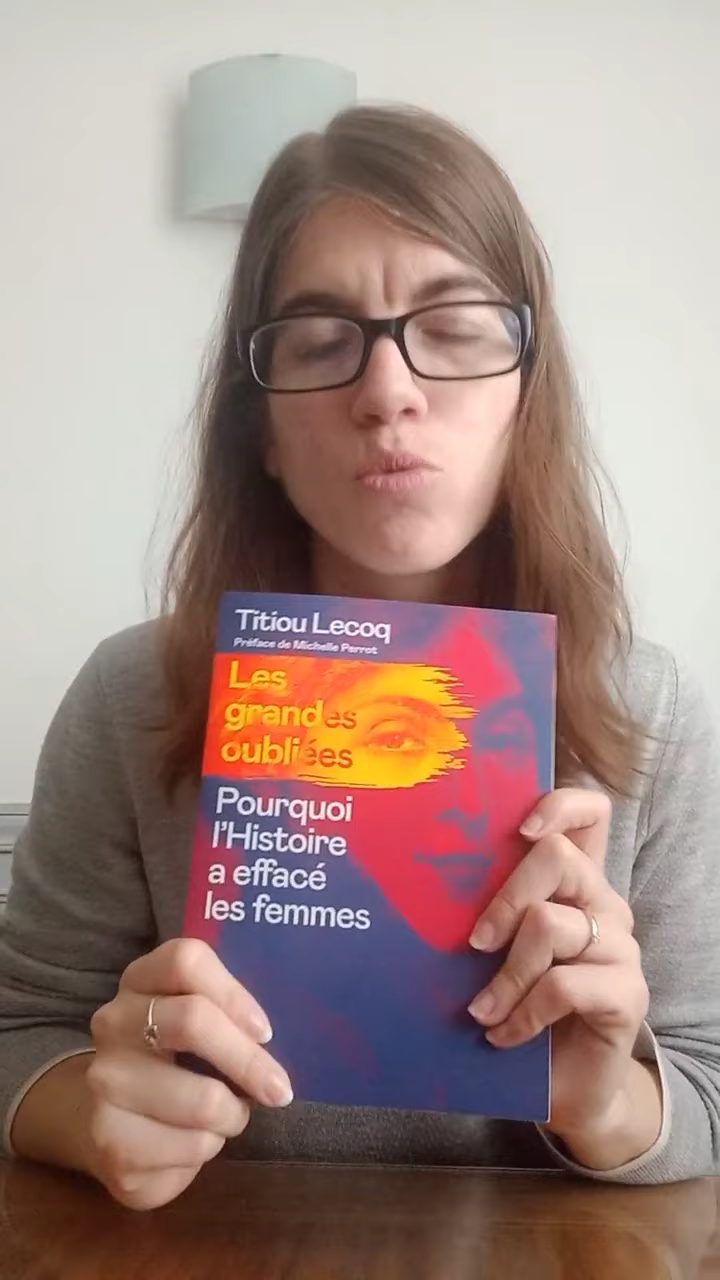 Titiou Lecoq
Préface de Michelle Perrot
Les
grandes
oubliées
Pourquoi
l'Histoire
a effacé
les femmes